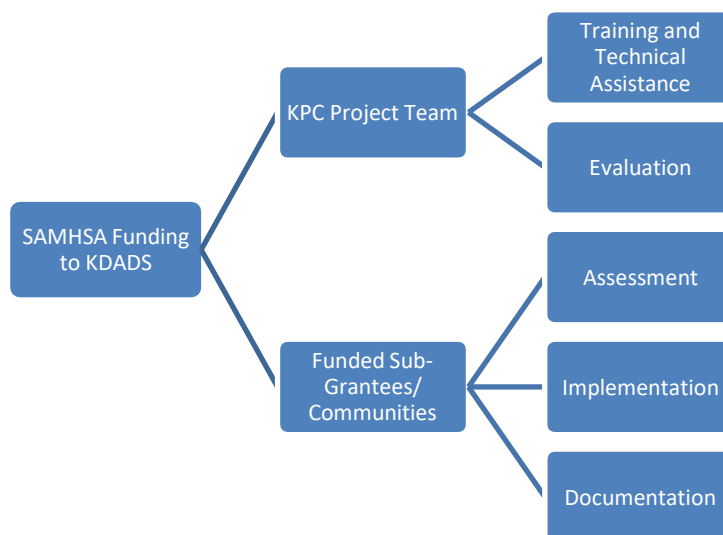 Training and
Technical
Assistance
KPC Project Team
Evaluation
SAMHSA Funding
to KDADS
Assessment
Funded Sub-
Grantees/
Communities
Implementation
Documentation